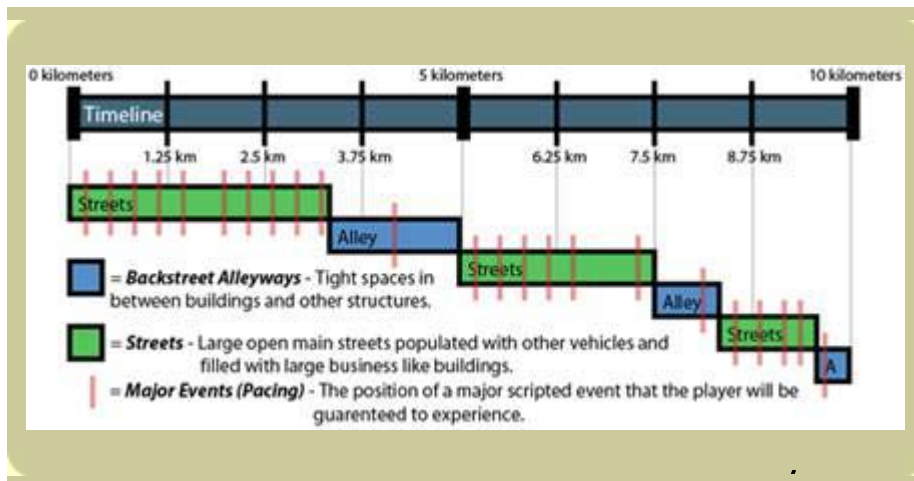 0 kilometers 5 kilometers 10 kilometers
Timeline
1.25 km 2.5 km 3.75 km 6.25 km 7.5 km 8.75 km
Streets
Alley
Streets
Alley
Streets
A
= Backstreet Alleyways - Tight spaces in
between buildings and other structures.
= Streets - Large open main streets populated with other vehicles and
filled with large business like buildings.
= Major Events (Pacing) - The position of a major scripted event that the player will be
guarenteed to experience.